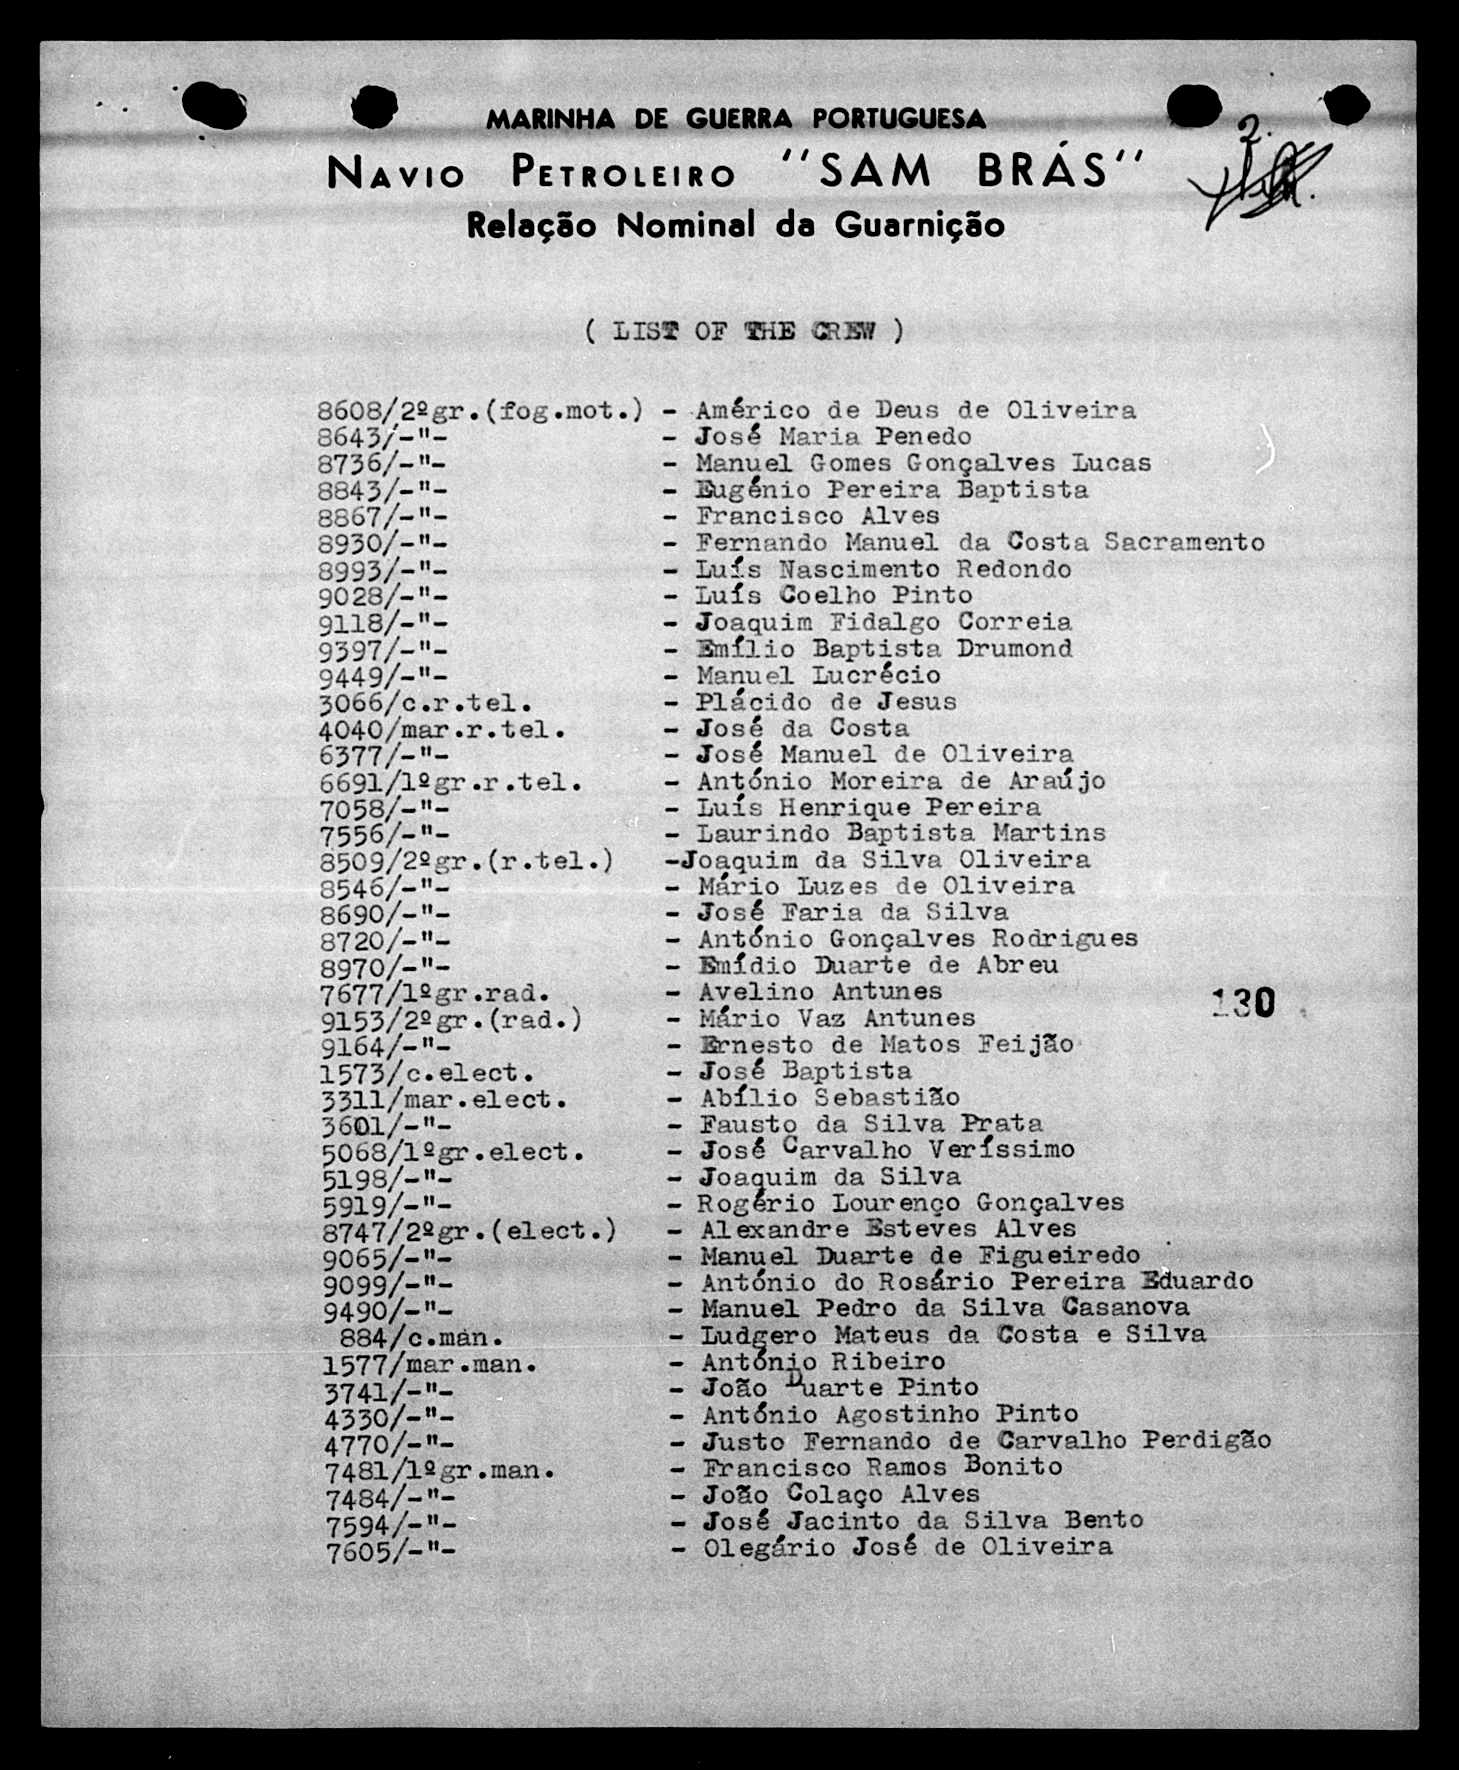 2.
MARINHA DE GUERRA PORTUGUESA
NAVIO PETROLEIRO "SAM BRÁS"
Relação Nominal da Guarnição
( LIST OF THE CREW )
8608/2ºgr.(fog.mot.) - Américo de Deus de Oliveira
8643/-"- - José Maria Penedo
8736/-"- - Manuel Gomes Gonçalves Lucas
8843/-"- - Eugénio Pereira Baptista
8867/-"- - Francisco Alves
8930/-"- - Fernando Manuel da Costa Sacramento
8993/-"- - Luís Nascimento Redondo
9028/-"- - Luís Coelho Pinto
9118/-"- - Joaquim Fidalgo Correia
9397/-"- - Emílio Baptista Drumond
9449/-"- - Manuel Lucrécio
3066/c.r.tel. - Plácido de Jesus
4040/mar.r.tel. - José da Costa
6377/-"- - José Manuel de Oliveira
6691/1ºgr.r.tel. - António Moreira de Araújo
7058/-"- - Luís Henrique Pereira
7556/-"- - Laurindo Baptista Martins
8509/2ºgr.(r.tel.) -Joaquim da Silva Oliveira
8546/-"- - Mário Luzes de Oliveira
8690/-"- - José Faria da Silva
8720/-"- - António Gonçalves Rodrigues
8970/-"- - Emídio Duarte de Abreu
7677/1ºgr.rad. - Avelino Antunes
130
9153/2ºgr.(rad.) - Mário Vaz Antunes
9164/-"- - Ernesto de Matos Feijão
1573/c.elect. - José Baptista
3311/mar.elect. - Abílio Sebastião
3601/-"- - Fausto da Silva Prata
5068/1ºgr.elect. - José Carvalho Veríssimo
5198/-"- - Joaquim da Silva
5919/-"- - Rogério Lourenço Gonçalves
8747/2ºgr.(elect.) - Alexandre Esteves Alves
9065/-"- - Manuel Duarte de Figueiredo
9099/-"- - António do Rosário Pereira Eduardo
9490/-"- - Manuel Pedro da Silva Casanova
884/c.man. - Ludgero Mateus da Costa e Silva
1577/mar.man. - António Ribeiro
3741/-"- - João Duarte Pinto
4330/-"- - António Agostinho Pinto
4770/-"- - Justo Fernando de Carvalho Perdigão
7481/1ºgr.man. - Francisco Ramos Bonito
7484/-"- - João Colaço Alves
7594/-"- - José Jacinto da Silva Bento
7605/-"- - Olegário José de Oliveira